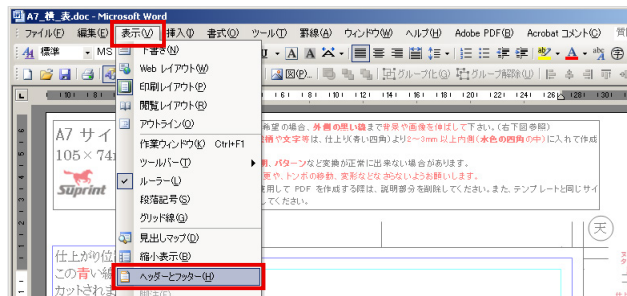 A7_横_表.doc - Microsoft Word
ファイル(F) 編集(E) 表示(V) 挿入(I) 書式(O) ツール(T) 罫線(A) ウィンドウ(W) ヘルプ(H) Adobe PDF(B) Acrobat コメント(C)
標準 MS
下書き(N)
Web レイアウト(W)
印刷レイアウト(P)
閲覧レイアウト(R)
アウトライン(O)
作業ウィンドウ(K) Ctrl+F1
ツールバー(T)
ルーラー(L)
段落記号(S)
グリッド線(G)
見出しマップ(D)
縮小表示(B)
ヘッダーとフッター(H)
図(P)
グループ化(G) グループ解除(U)
A7 サイ
105×74
Suprint
希望の場合、外側の黒い線まで背景や画像を伸ばして下さい。(右下図参照)
や文字等は、仕上り(青い四角)より2~3mm 以上内側(水色の四角の中)に入れて作成
、パターンなど変換が正常に出来ない場合があります。
更や、トンボの移動、変形などなさらないようお願いします。
用して PDF を作成する際は、説明部分を削除してください。また、テンプレートと同じサイ
てください。
天
仕上がり位
この青い線
カットされま